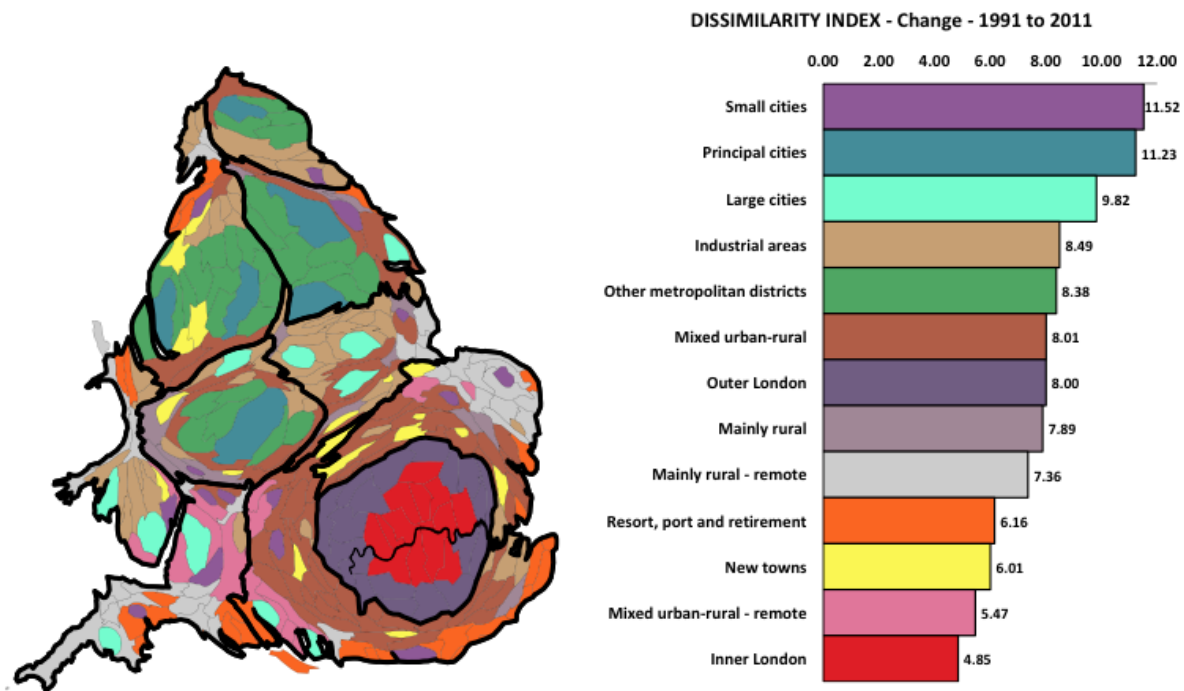 DISSIMILARITY INDEX - Change - 1991 to 2011
0.00 2.00 4.00 6.00 8.00 10.00 12.00
Small cities 11.52
Principal cities 11.23
Large cities 9.82
Industrial areas 8.49
Other metropolitan districts 8.38
Mixed urban-rural 8.01
Outer London 8.00
Mainly rural 7.89
Mainly rural - remote 7.36
Resort, port and retirement 6.16
New towns 6.01
Mixed urban-rural - remote 5.47
Inner London 4.85